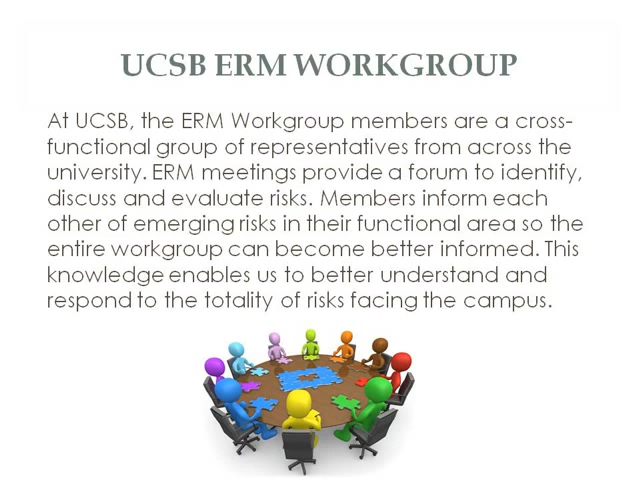 UCSB ERM WORKGROUP
At UCSB, the ERM Workgroup members are a cross-
functional group of representatives from across the
university. ERM meetings provide a forum to identify,
discuss and evaluate risks. Members inform each
other of emerging risks in their functional area so the
entire workgroup can become better informed. This
knowledge enables us to better understand and
respond to the totality of risks facing the campus.